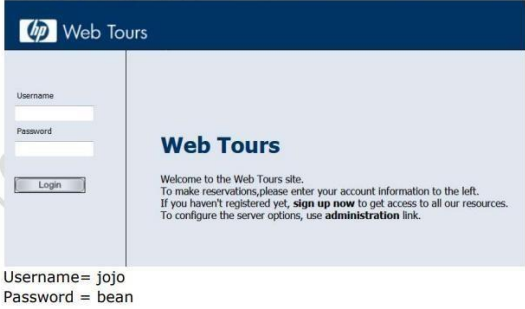 hp Web Tours
Username
Password
Login
Web Tours
Welcome to the Web Tours site.
To make reservations,please enter your account information to the left.
If you haven't registered yet, sign up now to get access to all our resources.
To configure the server options, use administration link.
Username= jojo
Password = bean